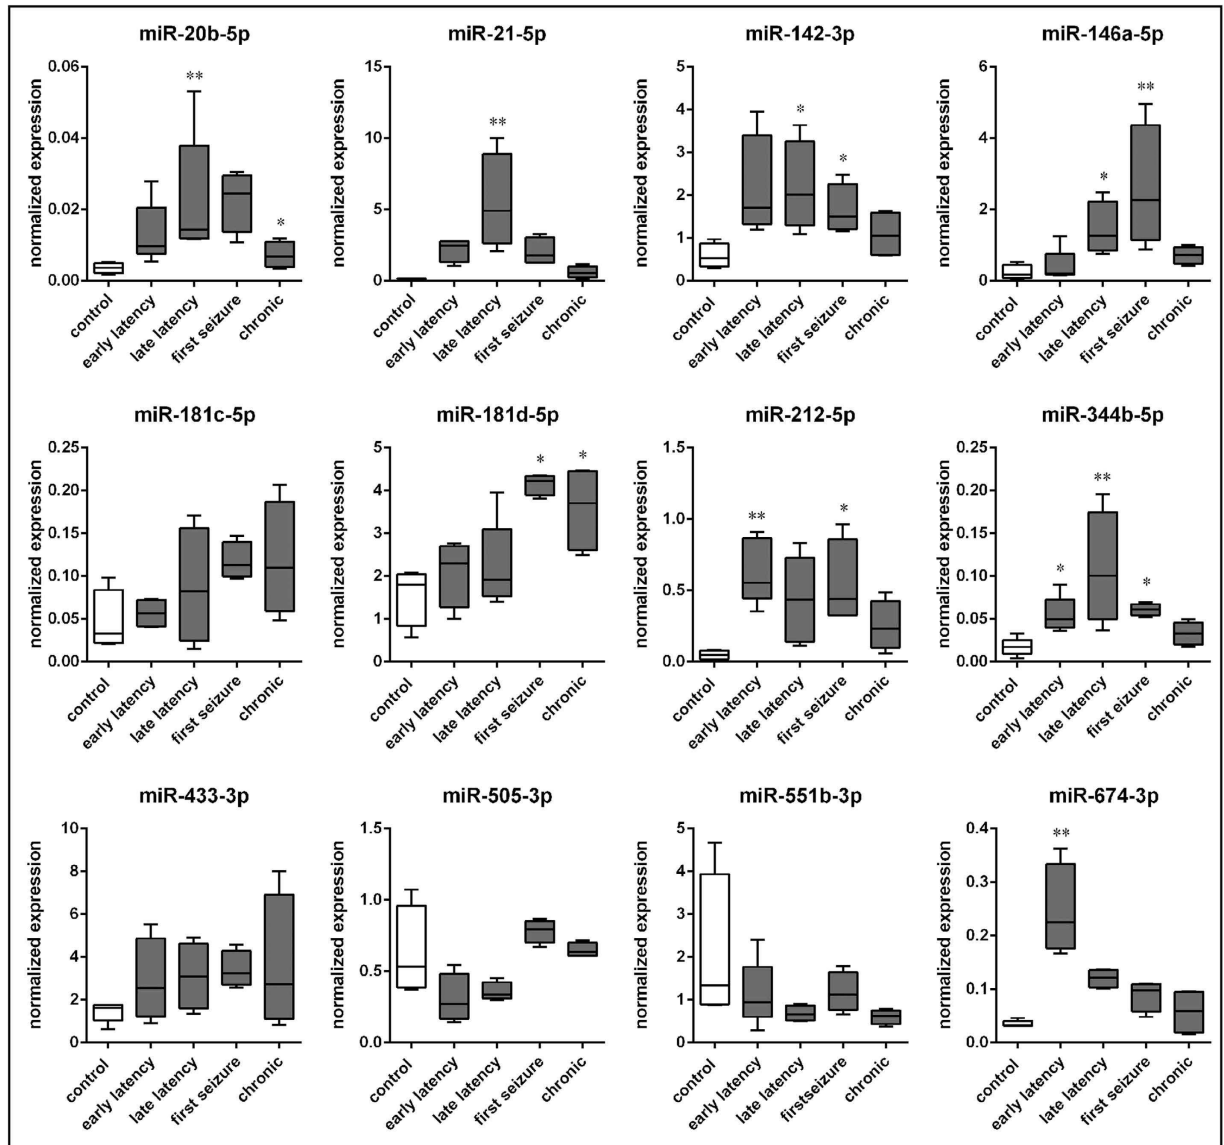 miR-20b-5p
normalized expression
0.06
0.04
0.02
0.00
**
*
control
early latency
late latency
first seizure
chronic
miR-21-5p
normalized expression
15
10
5
0
**
control
early latency
late latency
first seizure
chronic
miR-142-3p
normalized expression
5
4
3
2
1
0
*
*
control
early latency
late latency
first seizure
chronic
miR-146a-5p
normalized expression
6
4
2
0
*
**
control
early latency
late latency
first seizure
chronic
miR-181c-5p
normalized expression
0.25
0.20
0.15
0.10
0.05
0.00
control
early latency
late latency
first seizure
chronic
miR-181d-5p
normalized expression
5
4
3
2
1
0
*
*
control
early latency
late latency
first seizure
chronic
miR-212-5p
normalized expression
1.5
1.0
0.5
0.0
**
*
control
early latency
late latency
first seizure
chronic
miR-344b-5p
normalized expression
0.25
0.20
0.15
0.10
0.05
0.00
*
**
*
control
early latency
late latency
first eizure
chronic
miR-433-3p
normalized expression
10
8
6
4
2
0
control
early latency
late latency
first seizure
chronic
miR-505-3p
normalized expression
1.5
1.0
0.5
0.0
control
early latency
late latency
first seizure
chronic
miR-551b-3p
normalized expression
5
4
3
2
1
0
control
early latency
late latency
firstseizure
chronic
miR-674-3p
normalized expression
0.4
0.3
0.2
0.1
0.0
**
control
early latency
late latency
first seizure
chronic